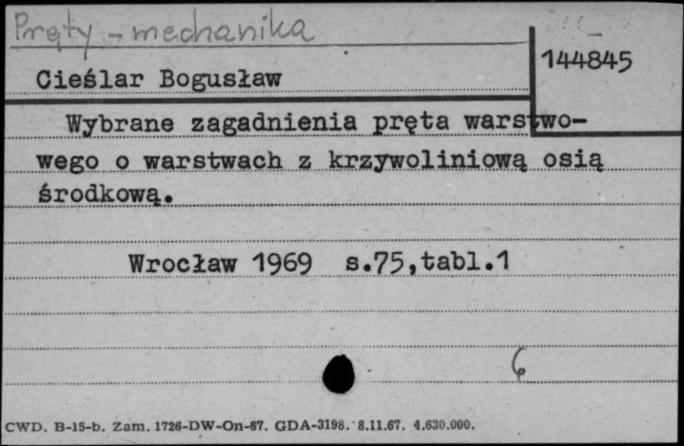 Pręty - mechanika
144845
Cieślar Bogusław
Wybrane zagadnienia pręta warstwo-
wego o warstwach z krzywoliniową osią
środkową.
Wrocław 1969 s.75,tabl.1
6
CWD. B-15-b. Zam. 1726-DW-On-67. GDA-3198. 8.11.67. 4.630.000.